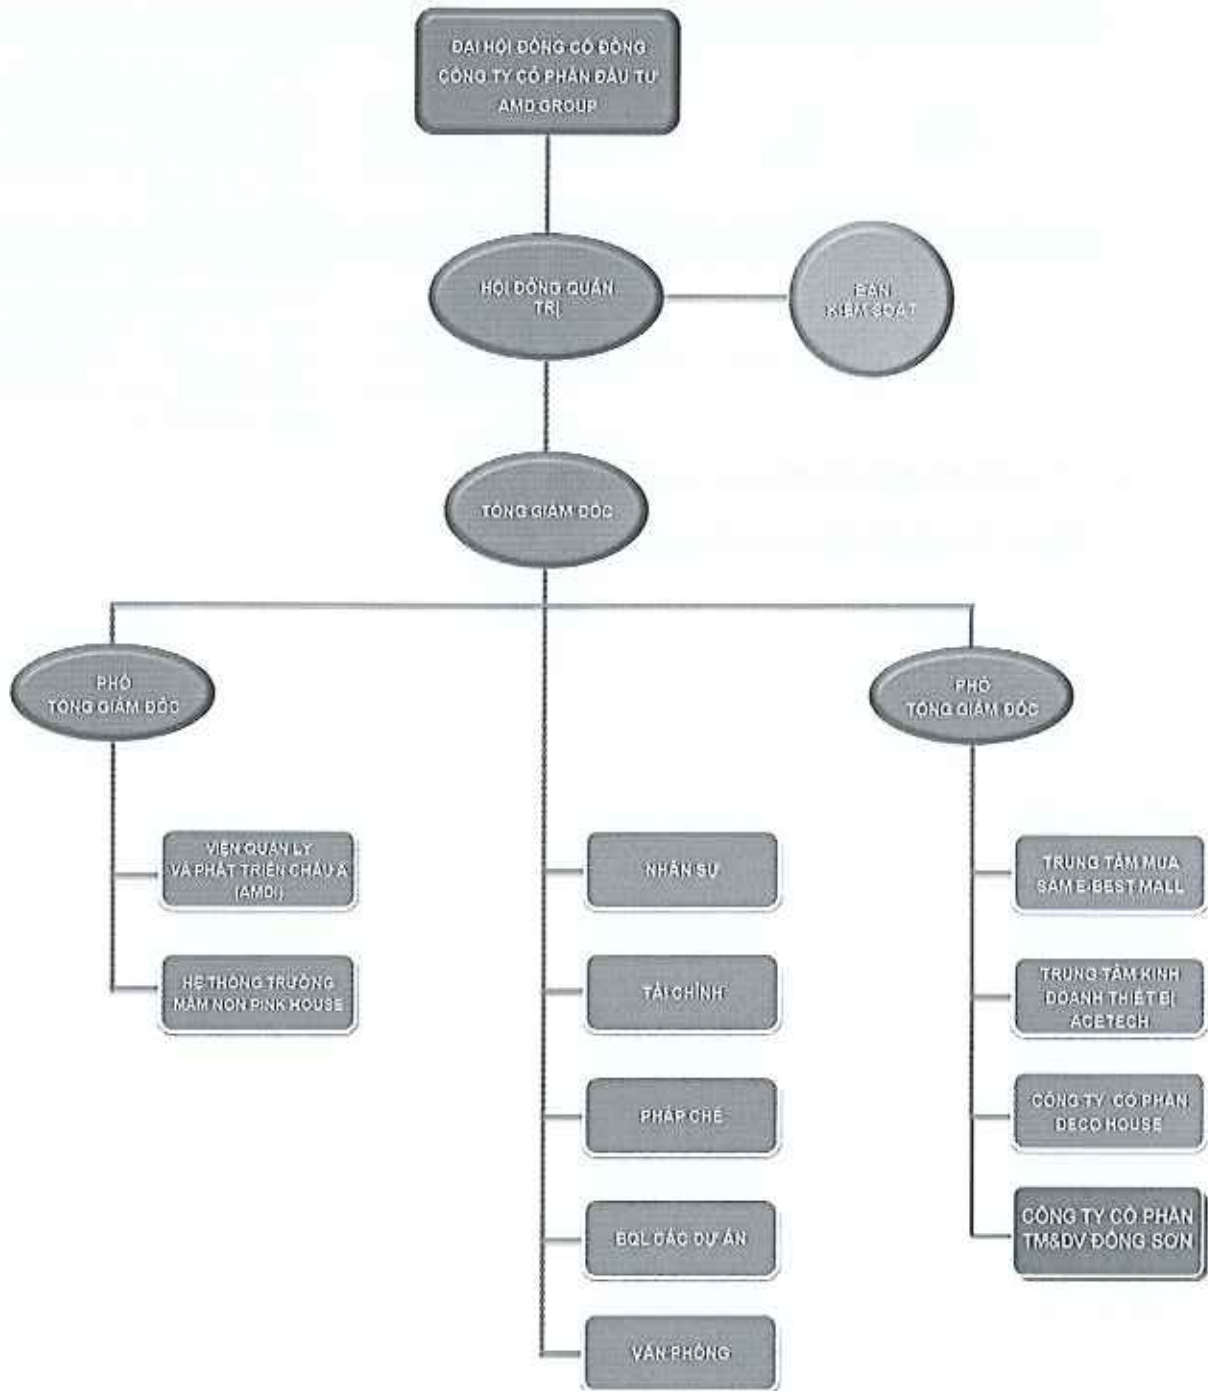 ĐẠI HỘI ĐỒNG CỔ ĐÔNG
CÔNG TY CỔ PHẦN ĐẦU TƯ
AMD GROUP
HỘI ĐỒNG QUẢN
TRỊ
BAN
KIỂM SOÁT
TỔNG GIÁM ĐỐC
PHÓ
TỔNG GIÁM ĐỐC
PHÓ
TỔNG GIÁM ĐỐC
VIỆN QUẢN LÝ
VÀ PHÁT TRIỂN CHÂU Á
(AMDI)
HỆ THỐNG TRƯỜNG
MẦM NON PINK HOUSE
NHÂN SỰ
TÀI CHÍNH
PHÁP CHẾ
BQL CÁC DỰ ÁN
VĂN PHÒNG
TRUNG TÂM MUA
SẮM E-BEST MALL
TRUNG TÂM KINH
DOANH THIẾT BỊ
ACETECH
CÔNG TY CỔ PHẦN
DECO HOUSE
CÔNG TY CỔ PHẦN
TM&DV ĐỒNG SƠN